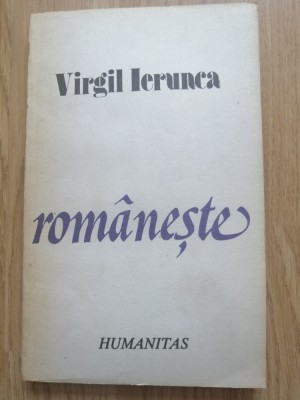 Virgil Ierunca
românește
HUMANITAS